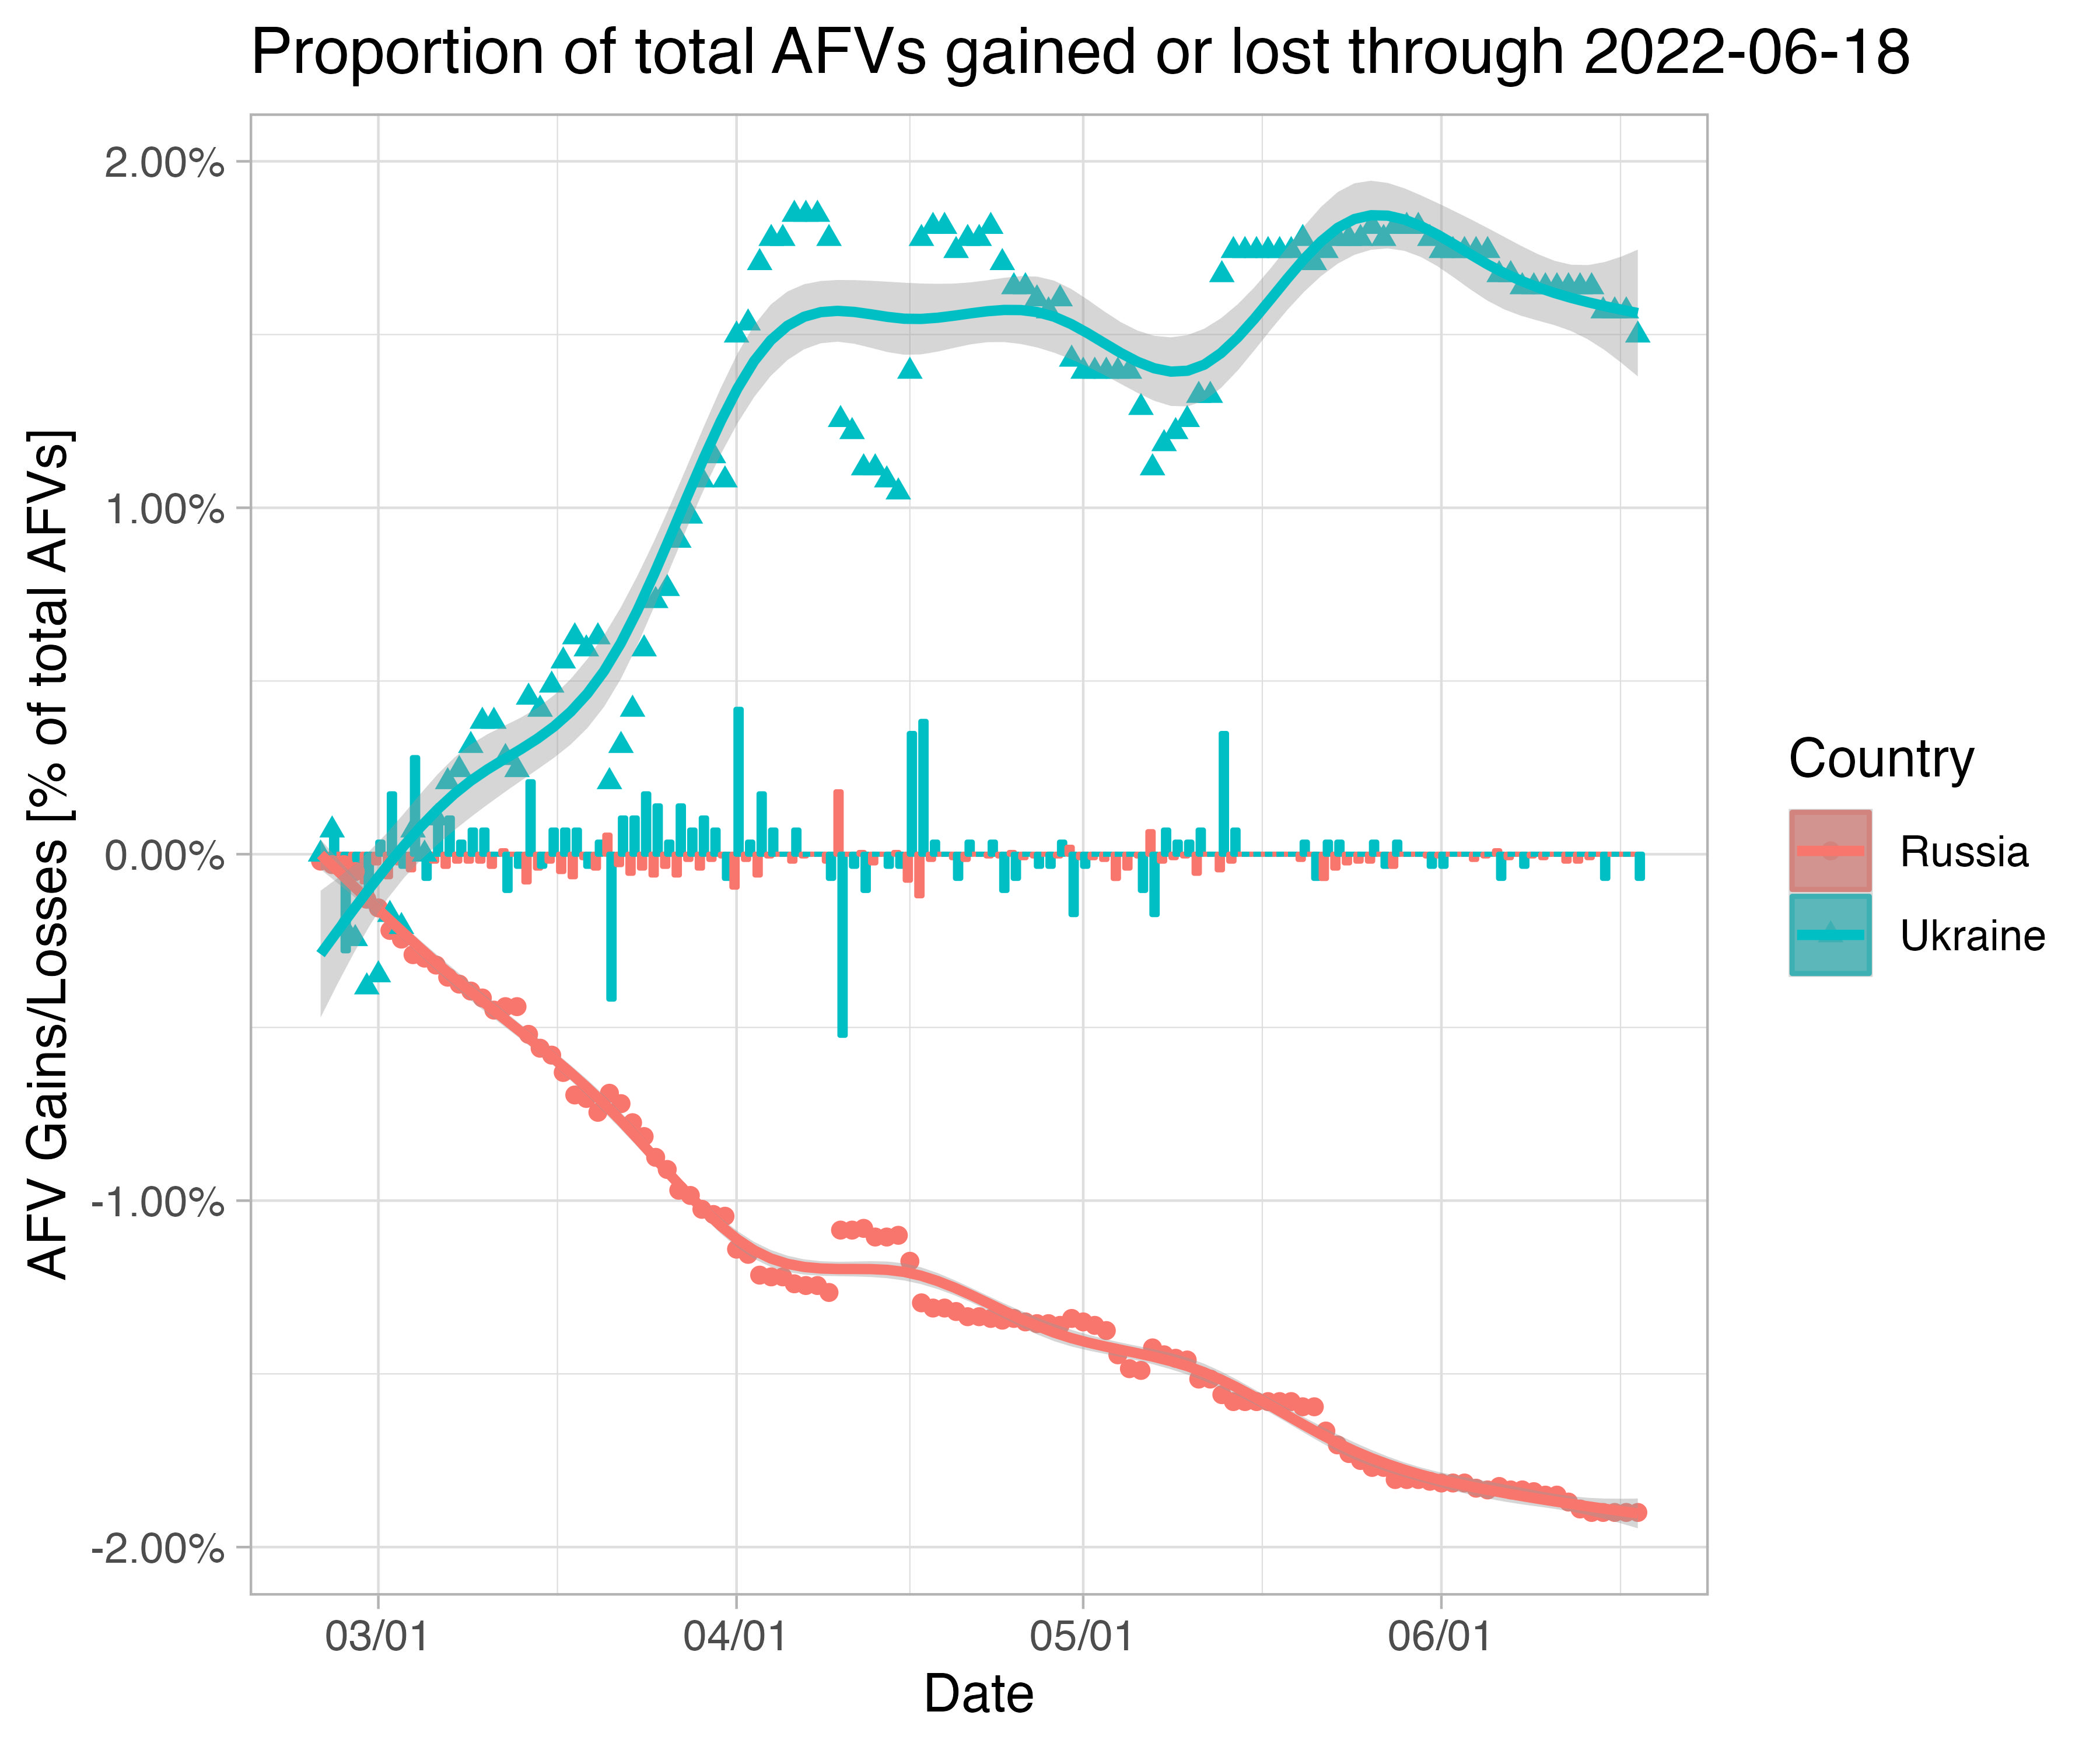 Proportion of total AFVs gained or lost through 2022-06-18
AFV Gains/Losses [% of total AFVs]
2.00%
1.00%
0.00%
-1.00%
-2.00%
03/01
04/01
05/01
06/01
Date
Country
Russia
Ukraine